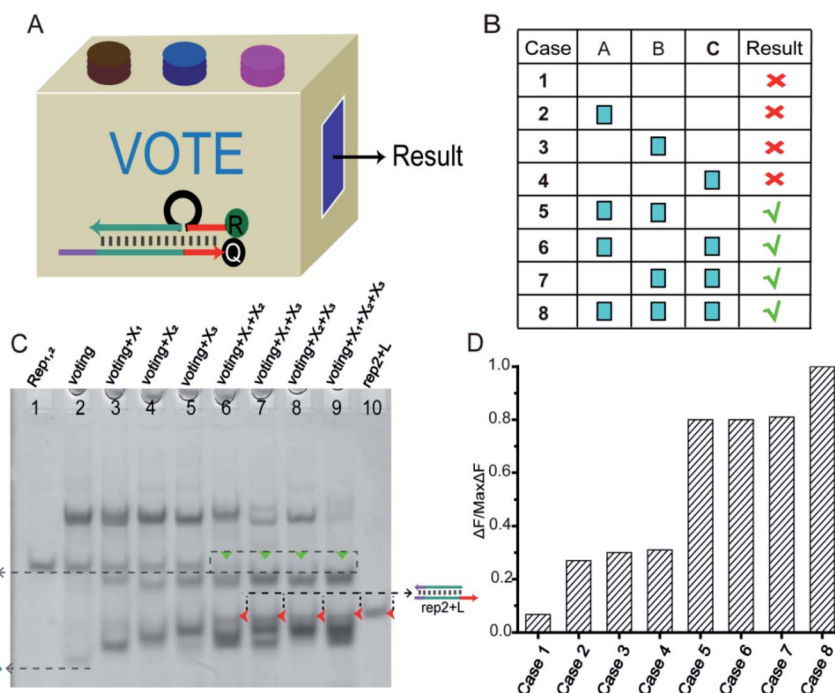 A
VOTE
Result
R
Q
B
Case A B C Result
1
2
3
4
5
6
7
8
C
Rep₁,₂ voting voting+X₁ voting+X₂ voting+X₃ voting+X₁+X₂ voting+X₁+X₃ voting+X₂+X₃ voting+X₁+X₂+X₃ rep2+L
1 2 3 4 5 6 7 8 9 10
rep2+L
D
ΔF/MaxΔF
1.0
0.8
0.6
0.4
0.2
0.0
Case 1 Case 2 Case 3 Case 4 Case 5 Case 6 Case 7 Case 8